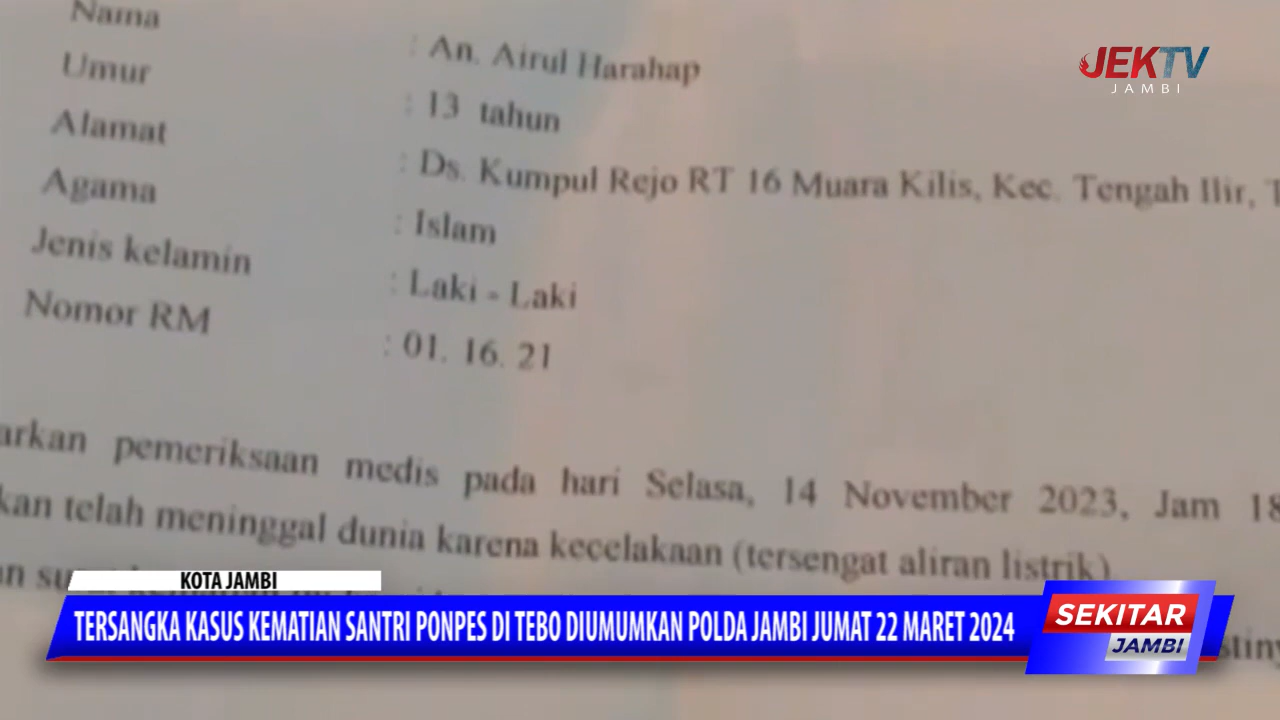 Nama : An. Airul Harahap
Umur : 13 tahun
Alamat : Ds. Kumpul Rejo RT 16 Muara Kilis, Kec. Tengah Ilir, T
Agama : Islam
Jenis kelamin : Laki - Laki
Nomor RM : 01. 16. 21
arkan pemeriksaan medis pada hari Selasa, 14 November 2023, Jam 18
kan telah meninggal dunia karena kecelakaan (tersengat aliran listrik)
JEKTV
JAMBI
KOTA JAMBI
TERSANGKA KASUS KEMATIAN SANTRI PONPES DI TEBO DIUMUMKAN POLDA JAMBI JUMAT 22 MARET 2024
SEKITAR
JAMBI